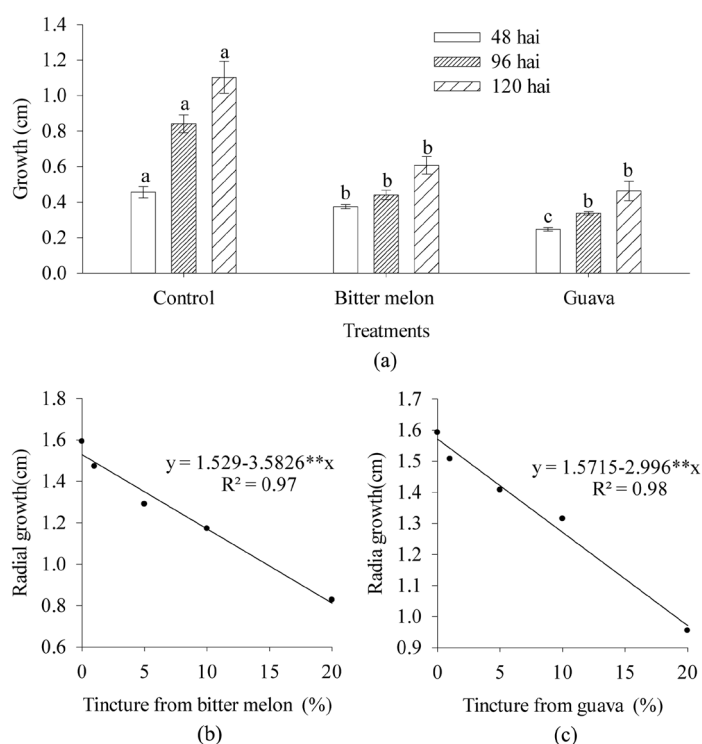 1.4
1.2
1.0
0.8
0.6
0.4
0.2
0.0
Growth (cm)
48 hai
96 hai
120 hai
a
a
a
b
b
b
c
b
b
Control Bitter melon Guava
Treatments
(a)
1.8
1.6
1.4
1.2
1.0
0.8
0.6
Radial growth(cm)
y = 1.529-3.5826**x
R² = 0.97
0 5 10 15 20
Tincture from bitter melon (%)
(b)
1.7
1.6
1.5
1.4
1.3
1.2
1.1
1.0
0.9
Radia growth(cm)
y = 1.5715-2.996**x
R² = 0.98
0 5 10 15 20
Tincture from guava (%)
(c)